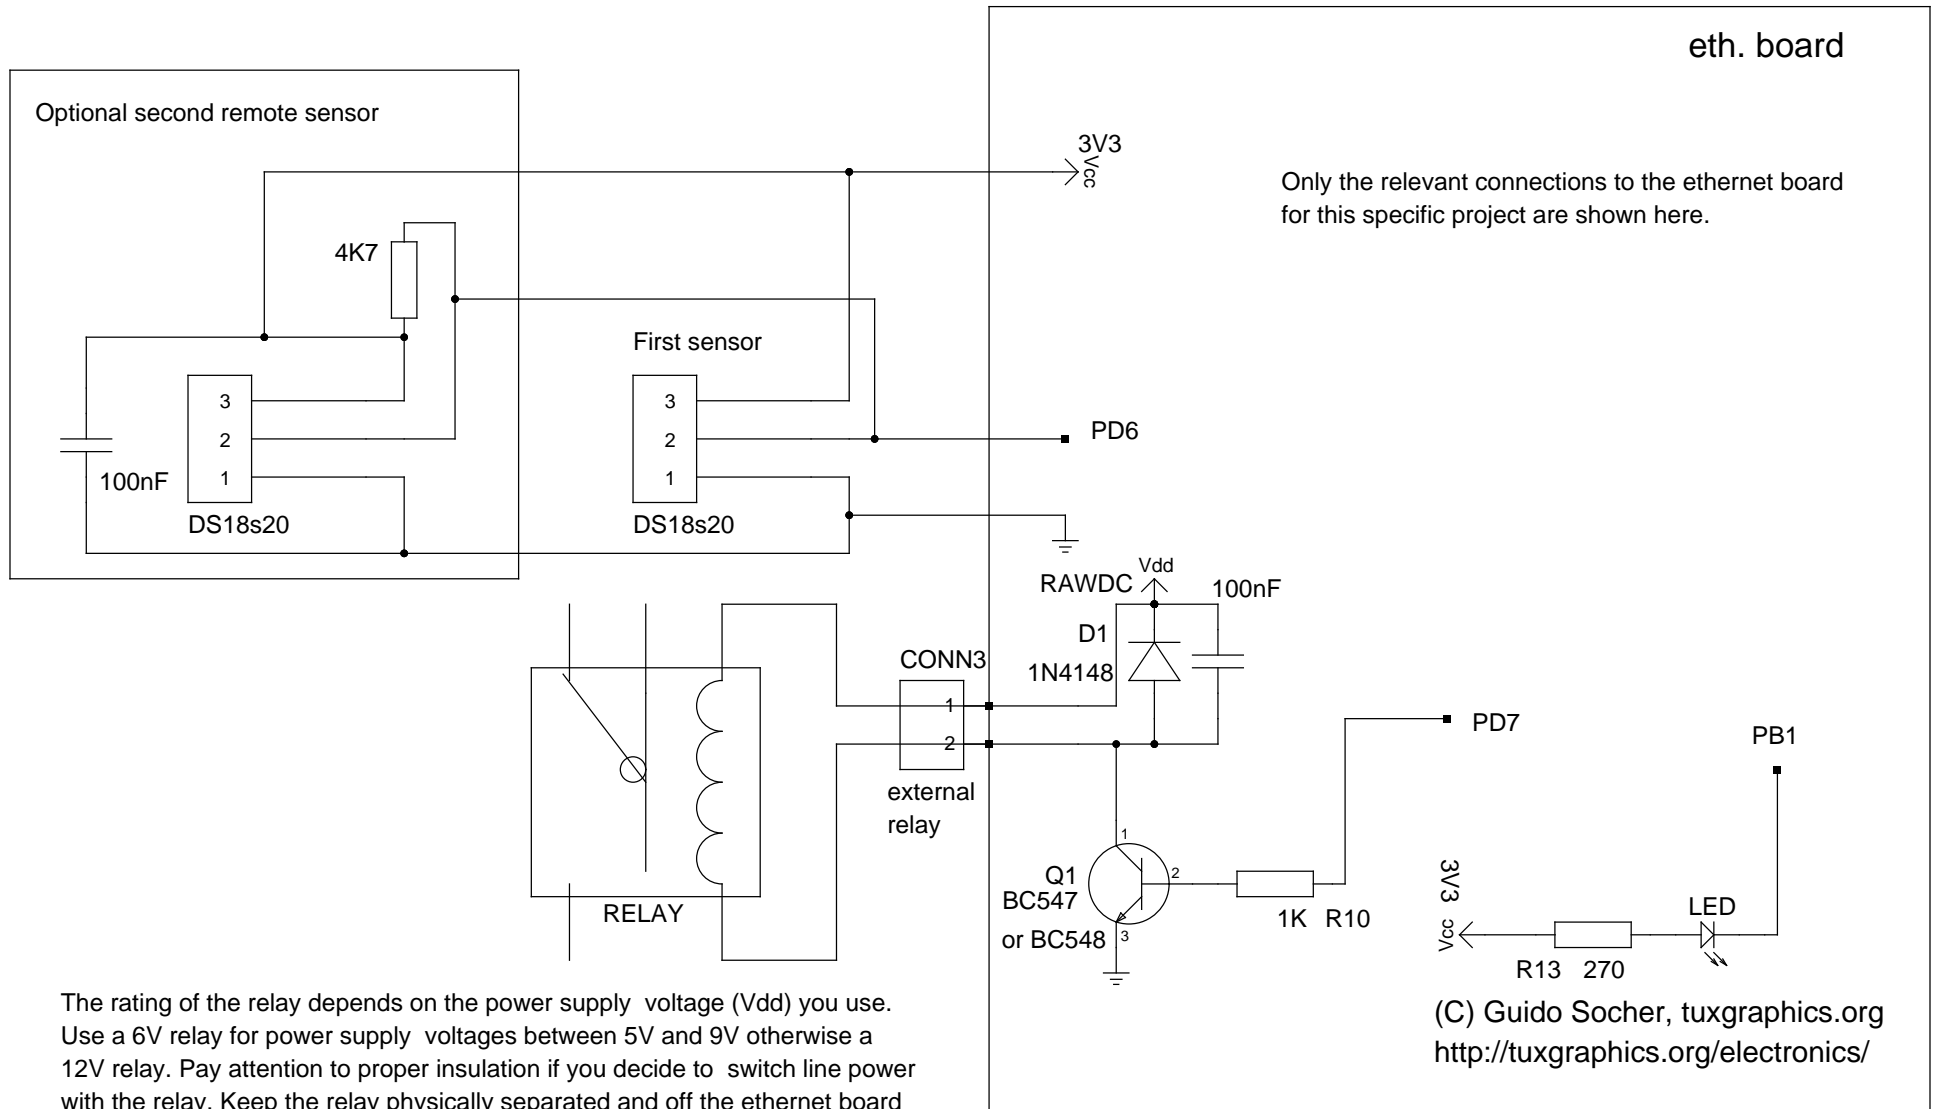 eth. board
Optional second remote sensor
3V3
Vcc
Only the relevant connections to the ethernet board
for this specific project are shown here.
4K7
First sensor
3
2
1
100nF
DS18s20
3
2
1
DS18s20
PD6
Vdd
RAWDC
100nF
D1
1N4148
CONN3
1
2
external
relay
PD7
PB1
RELAY
1
2
3
Q1
BC547
or BC548
1K R10
3V3
Vcc
LED
R13 270
The rating of the relay depends on the power supply voltage (Vdd) you use.
Use a 6V relay for power supply voltages between 5V and 9V otherwise a
12V relay. Pay attention to proper insulation if you decide to switch line power
with the relay. Keep the relay physically separated and off the ethernet board
(C) Guido Socher, tuxgraphics.org
http://tuxgraphics.org/electronics/